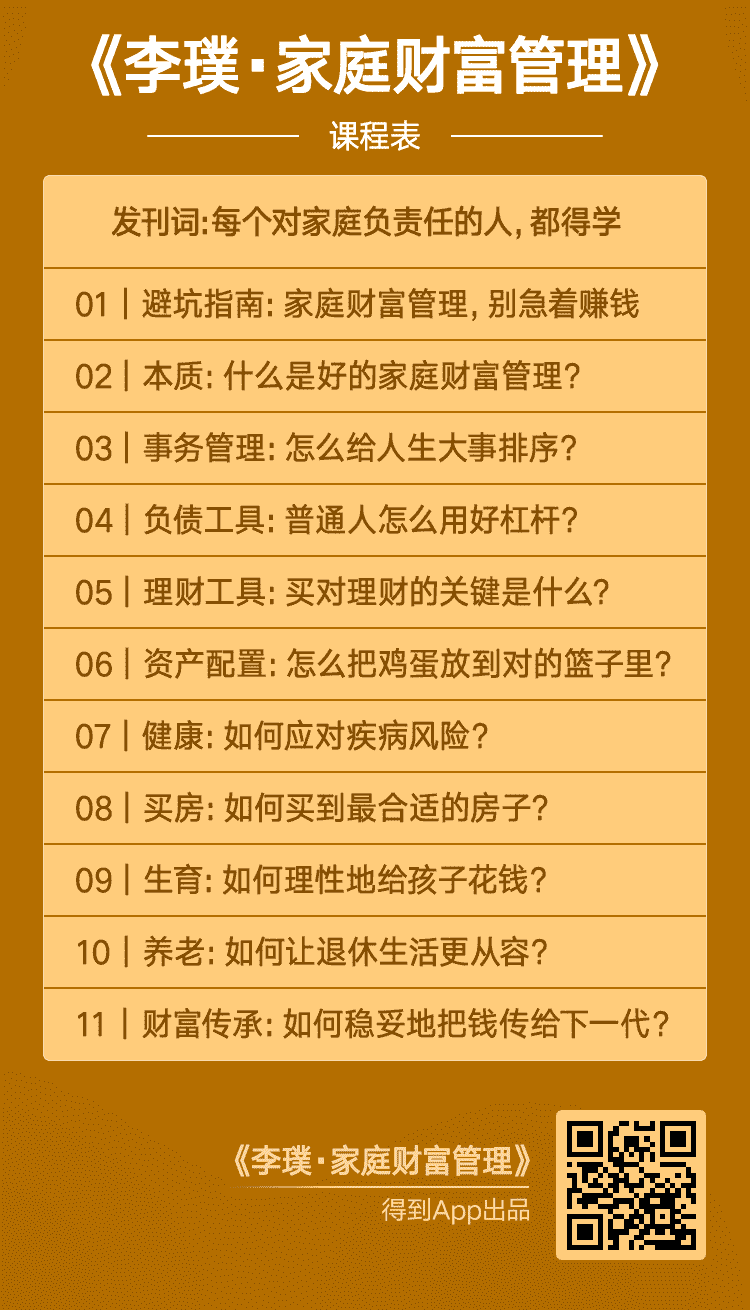 《李璞·家庭财富管理》
课程表
发刊词:每个对家庭负责任的人, 都得学
01｜避坑指南: 家庭财富管理, 别急着赚钱
02｜本质: 什么是好的家庭财富管理?
03｜事务管理: 怎么给人生大事排序?
04｜负债工具: 普通人怎么用好杠杆?
05｜理财工具: 买对理财的关键是什么?
06｜资产配置: 怎么把鸡蛋放到对的篮子里?
07｜健康: 如何应对疾病风险?
08｜买房: 如何买到最合适的房子?
09｜生育: 如何理性地给孩子花钱?
10｜养老: 如何让退休生活更从容?
11｜财富传承: 如何稳妥地把钱传给下一代?
《李璞·家庭财富管理》
得到App出品